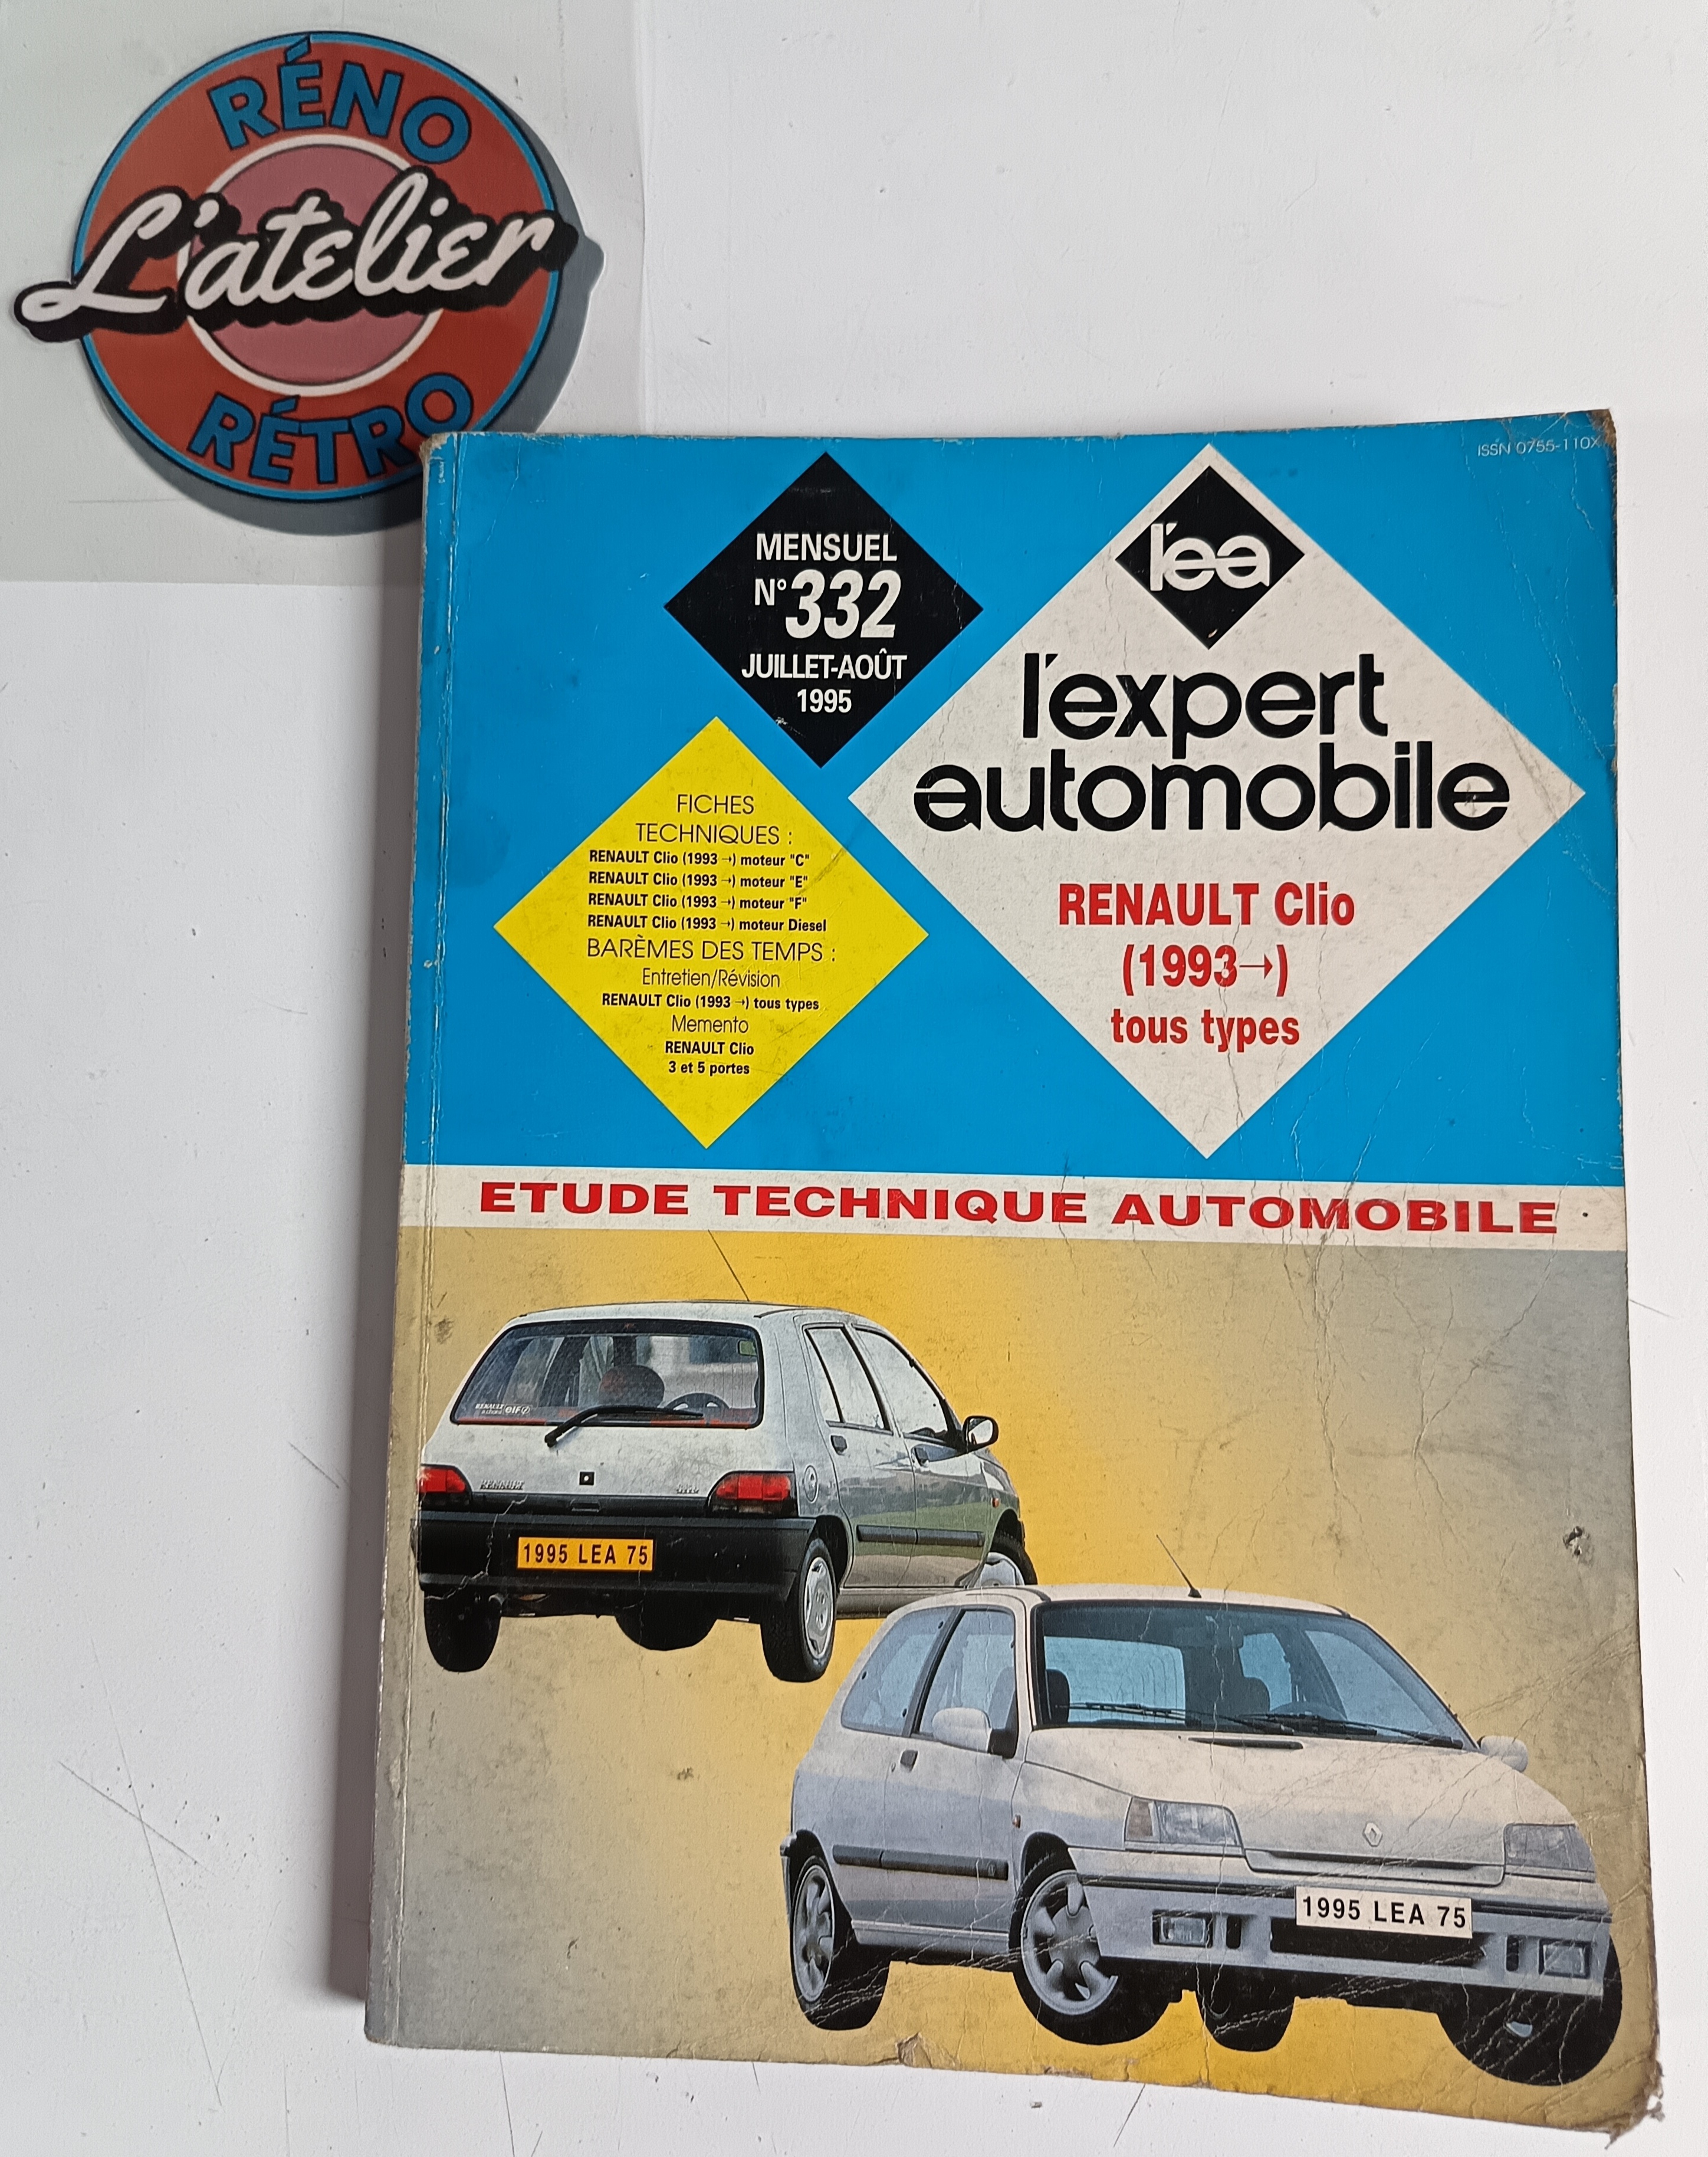 RÉNO
L'atelier
RÉTRO
ISSN 0755-110X
MENSUEL
N° 332
JUILLET-AOÛT
1995
l'ea
l'expert
automobile
RENAULT Clio
(1993→)
tous types
FICHES
TECHNIQUES :
RENAULT Clio (1993 →) moteur "C"
RENAULT Clio (1993 →) moteur "E"
RENAULT Clio (1993 →) moteur "F"
RENAULT Clio (1993 →) moteur Diesel
BARÈMES DES TEMPS :
Entretien/Révision
RENAULT Clio (1993 →) tous types
Memento
RENAULT Clio
3 et 5 portes
ETUDE TECHNIQUE AUTOMOBILE
elf
1995 LEA 75
1995 LEA 75